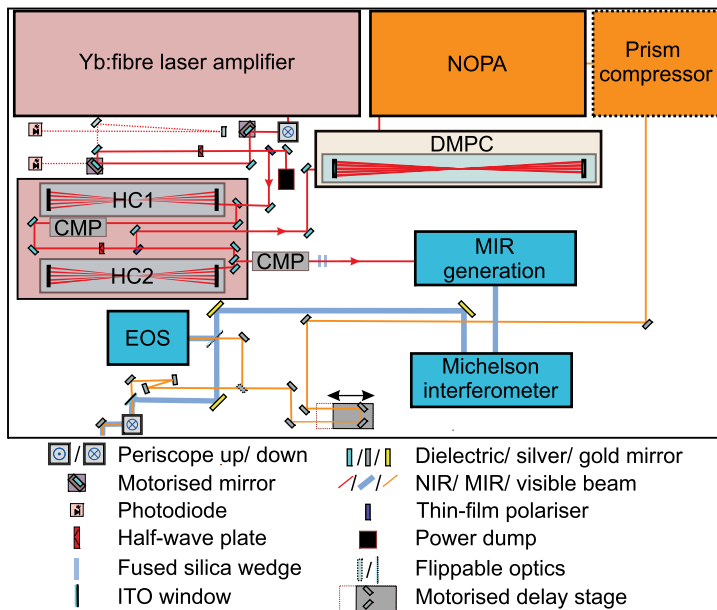 Yb:fibre laser amplifier
NOPA
Prism
compressor
DMPC
HC1
CMP
HC2
CMP
MIR
generation
EOS
Michelson
interferometer
Periscope up/ down
Dielectric/ silver/ gold mirror
Motorised mirror
NIR/ MIR/ visible beam
Photodiode
Thin-film polariser
Half-wave plate
Power dump
Fused silica wedge
Flippable optics
ITO window
Motorised delay stage